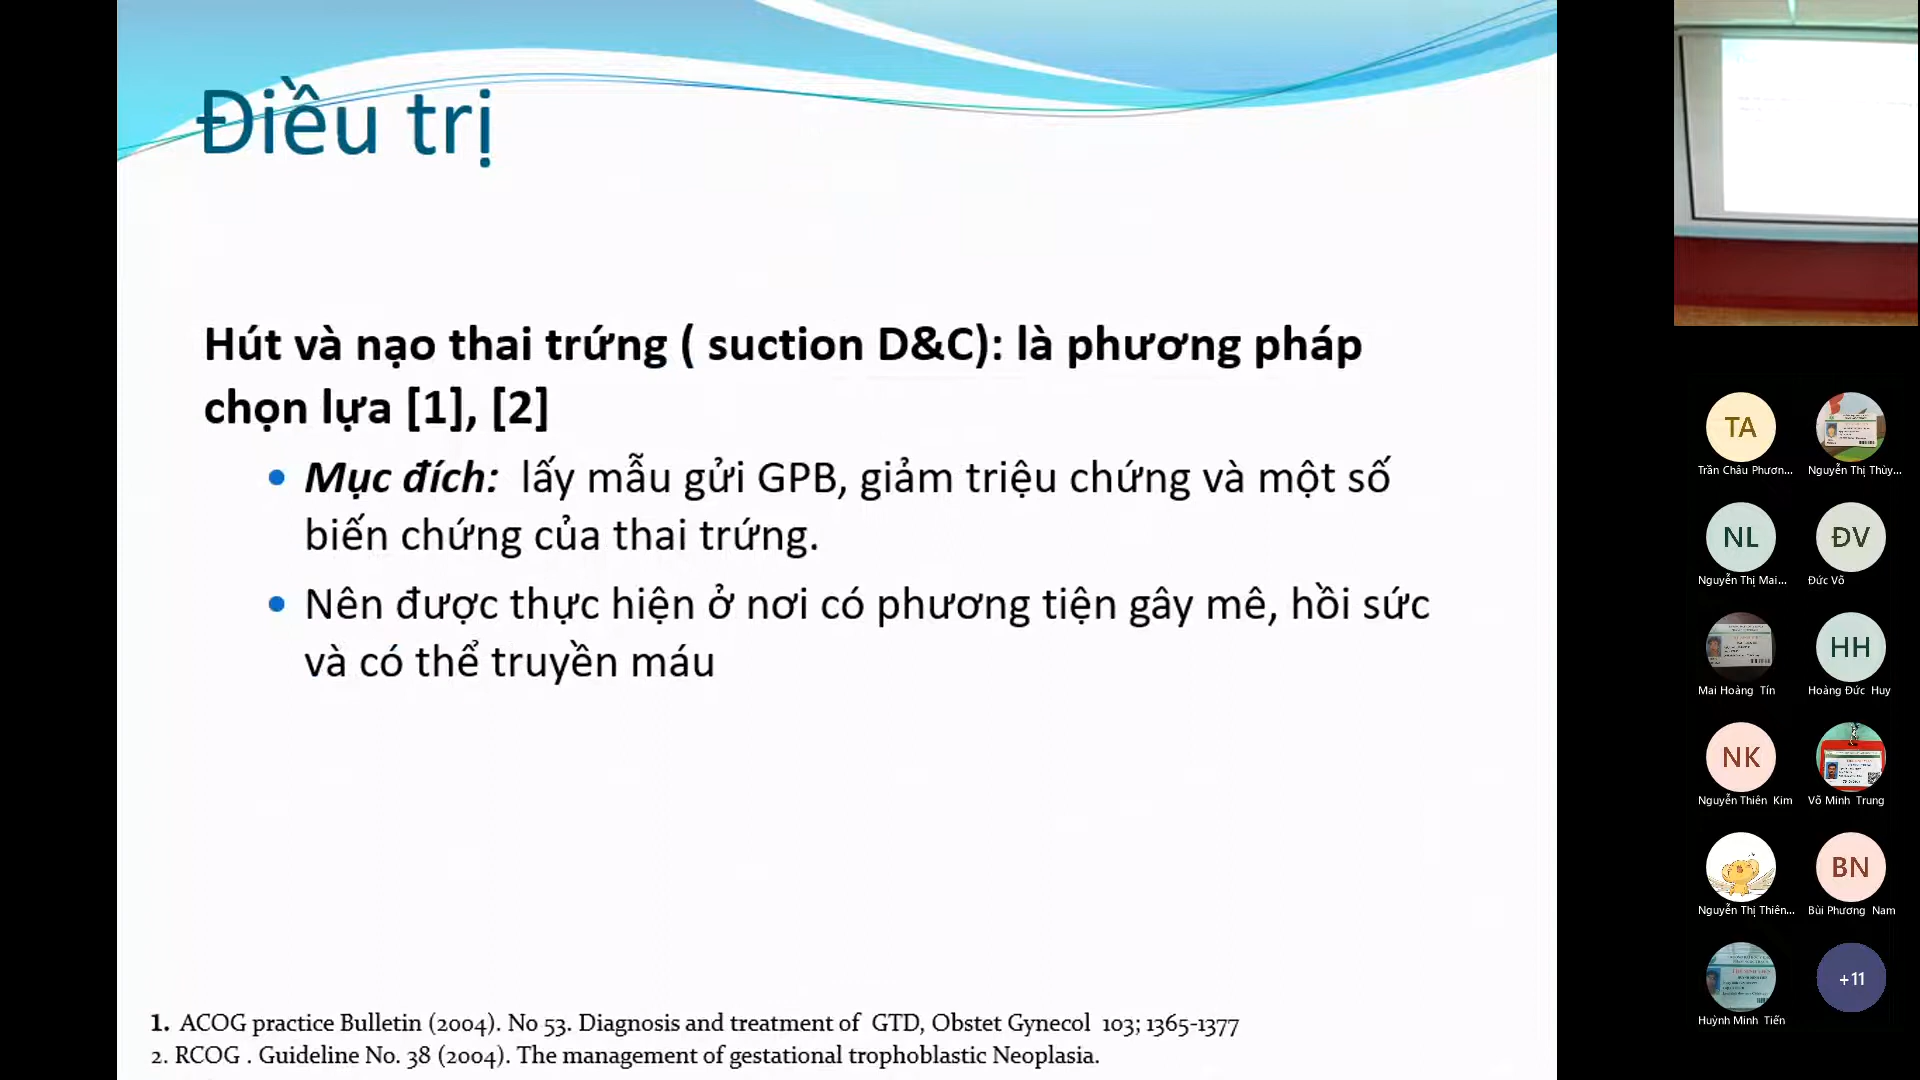 Điều trị
Hút và nạo thai trứng ( suction D&C): là phương pháp
chọn lựa [1], [2]
• Mục đích: lấy mẫu gửi GPB, giảm triệu chứng và một số
biến chứng của thai trứng.
• Nên được thực hiện ở nơi có phương tiện gây mê, hồi sức
và có thể truyền máu
1. ACOG practice Bulletin (2004). No 53. Diagnosis and treatment of GTD, Obstet Gynecol 103; 1365-1377
2. RCOG . Guideline No. 38 (2004). The management of gestational trophoblastic Neoplasia.
TA
Trần Châu Phươn... Nguyễn Thị Thùy...
NL ĐV
Nguyễn Thị Mai... Đức Võ
HH
Mai Hoàng Tín Hoàng Đức Huy
NK
Nguyễn Thiên Kim Võ Minh Trung
BN
Nguyễn Thị Thiên... Bùi Phương Nam
+11
Huỳnh Minh Tiến